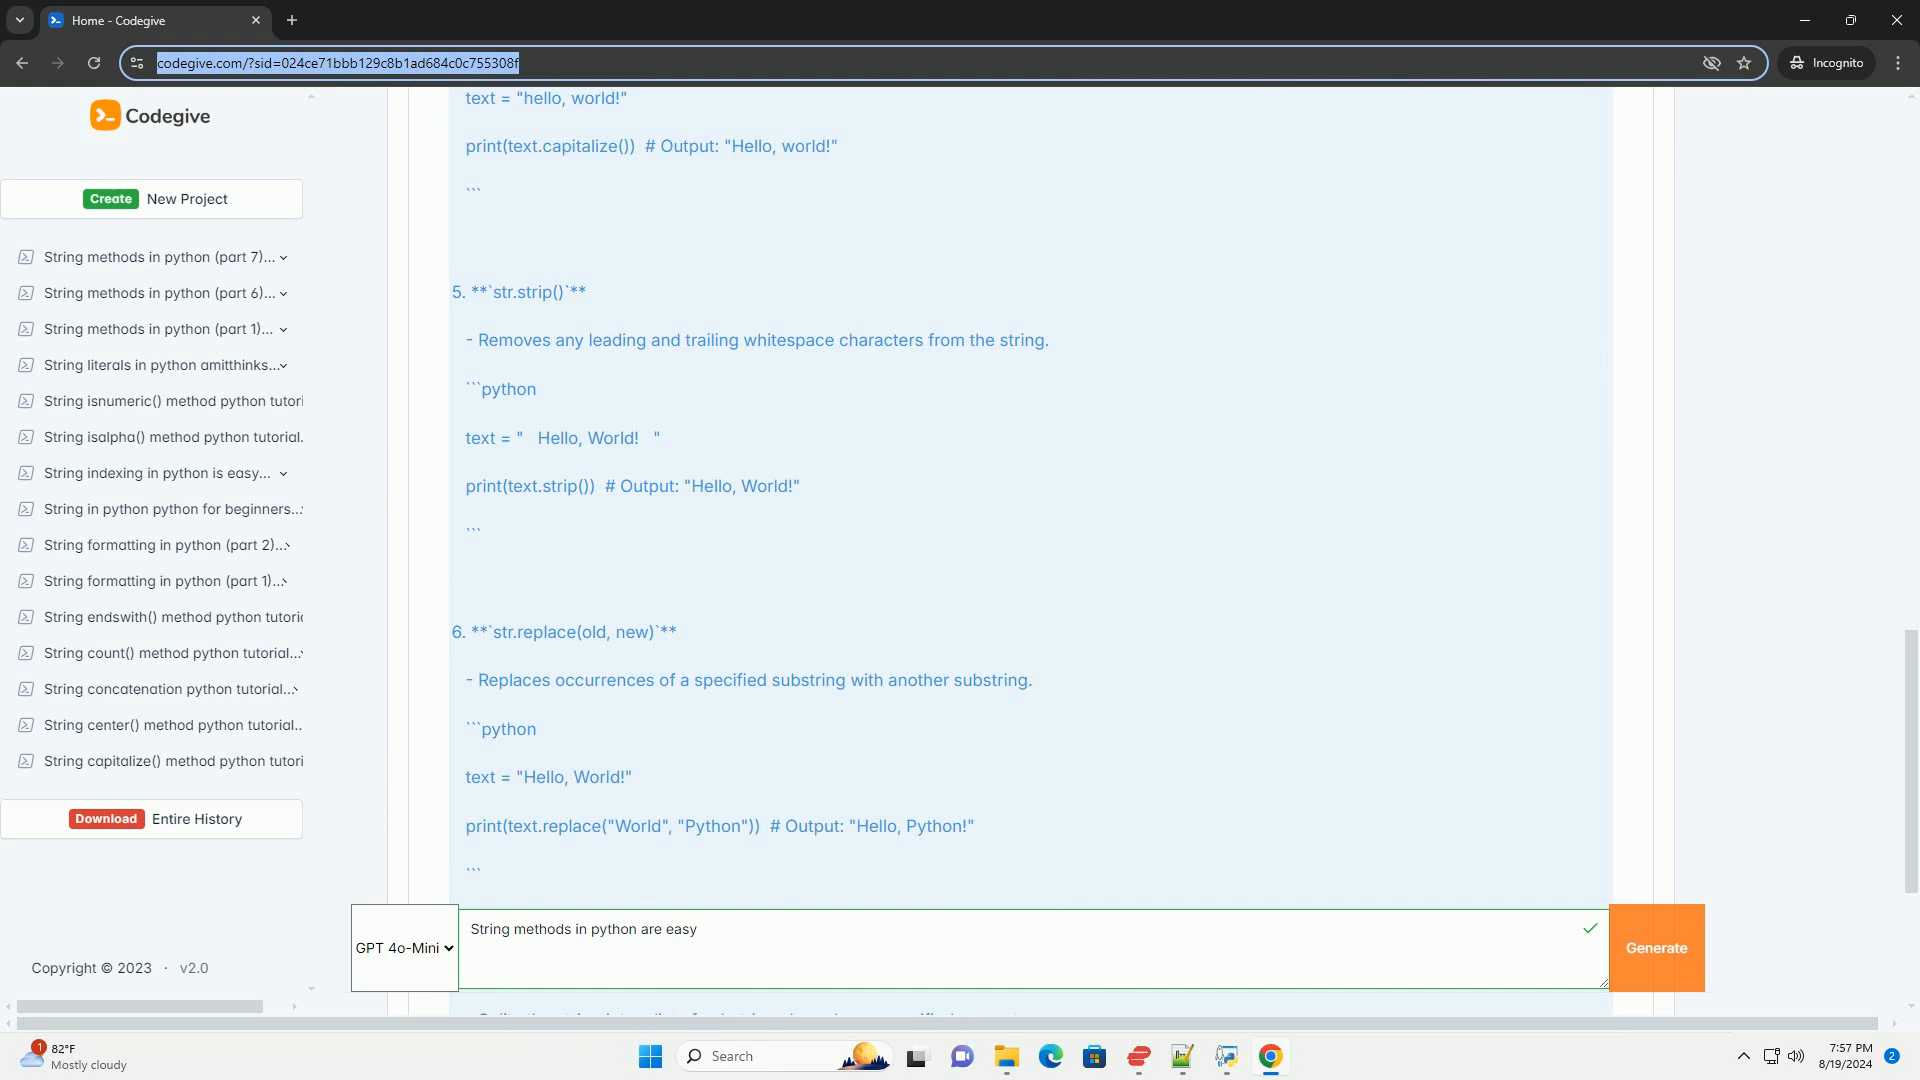 Home - Codegive
codegive.com/?sid=024ce71bbb129c8b1ad684c0c755308f
Incognito
Codegive
Create New Project
String methods in python (part 7)...
String methods in python (part 6)...
String methods in python (part 1)...
String literals in python amitthinks...
String isnumeric() method python tutori
String isalpha() method python tutorial.
String indexing in python is easy...
String in python python for beginners...
String formatting in python (part 2)...
String formatting in python (part 1)...
String endswith() method python tutoric
String count() method python tutorial...
String concatenation python tutorial...
String center() method python tutorial..
String capitalize() method python tutori
Download Entire History
Copyright © 2023 · v2.0
text = "hello, world!"
print(text.capitalize())  # Output: "Hello, world!"
```
5. **`str.strip()`**
- Removes any leading and trailing whitespace characters from the string.
```python
text = "   Hello, World!   "
print(text.strip())  # Output: "Hello, World!"
```
6. **`str.replace(old, new)`**
- Replaces occurrences of a specified substring with another substring.
```python
text = "Hello, World!"
print(text.replace("World", "Python"))  # Output: "Hello, Python!"
```
GPT 4o-Mini
String methods in python are easy
Generate
1
82°F
Mostly cloudy
Search
7:57 PM
8/19/2024
2